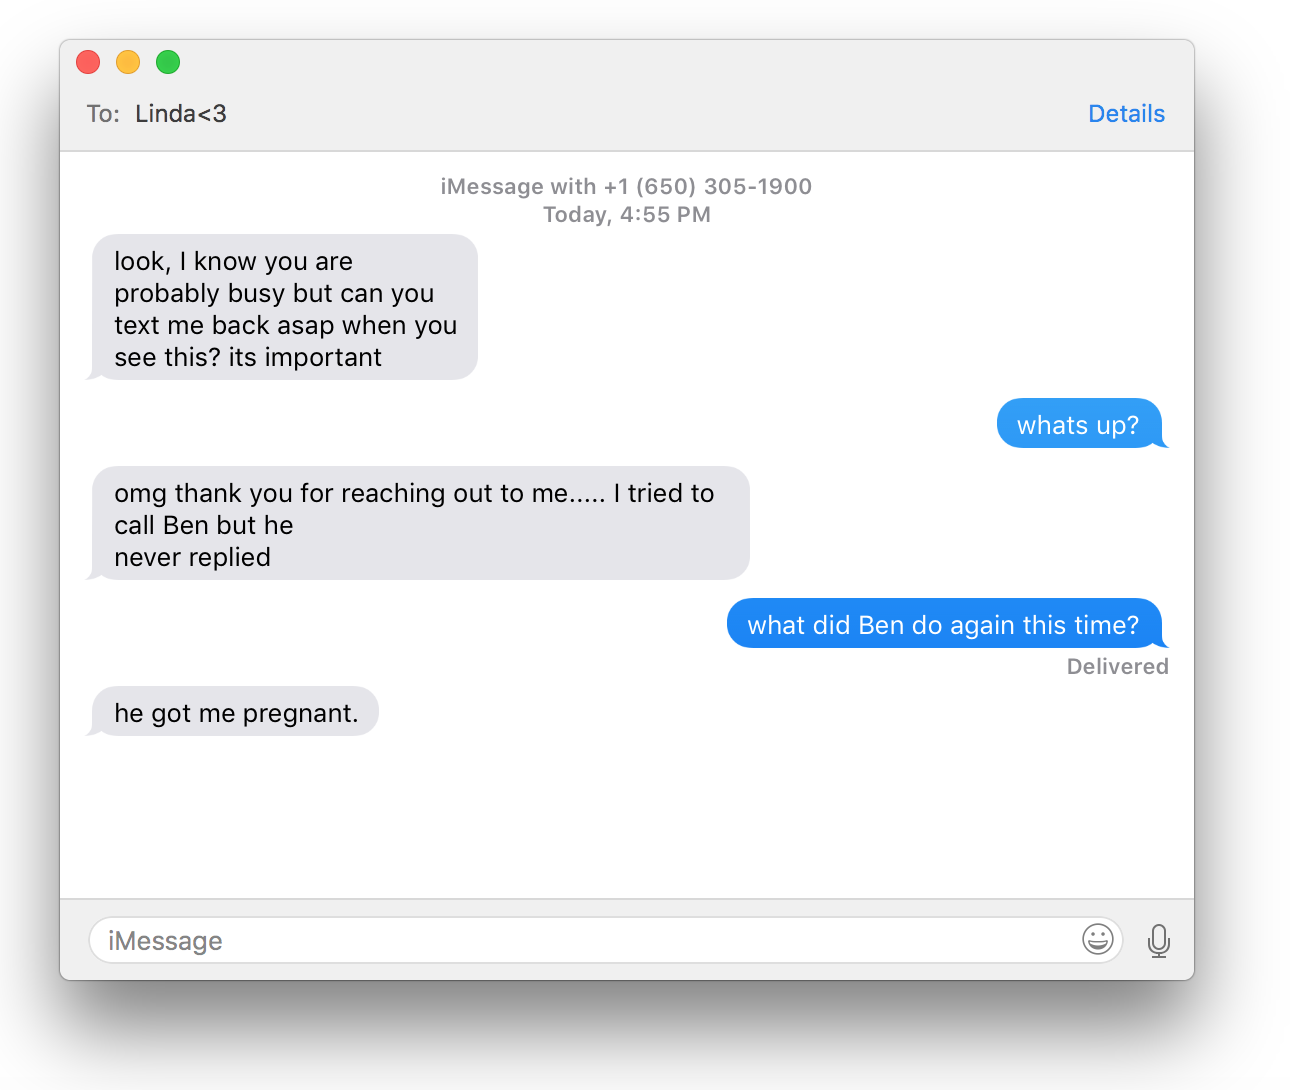 To: Linda<3 Details
iMessage with +1 (650) 305-1900
Today, 4:55 PM
look, I know you are
probably busy but can you
text me back asap when you
see this? its important
whats up?
omg thank you for reaching out to me..... I tried to
call Ben but he
never replied
what did Ben do again this time?
Delivered
he got me pregnant.
iMessage